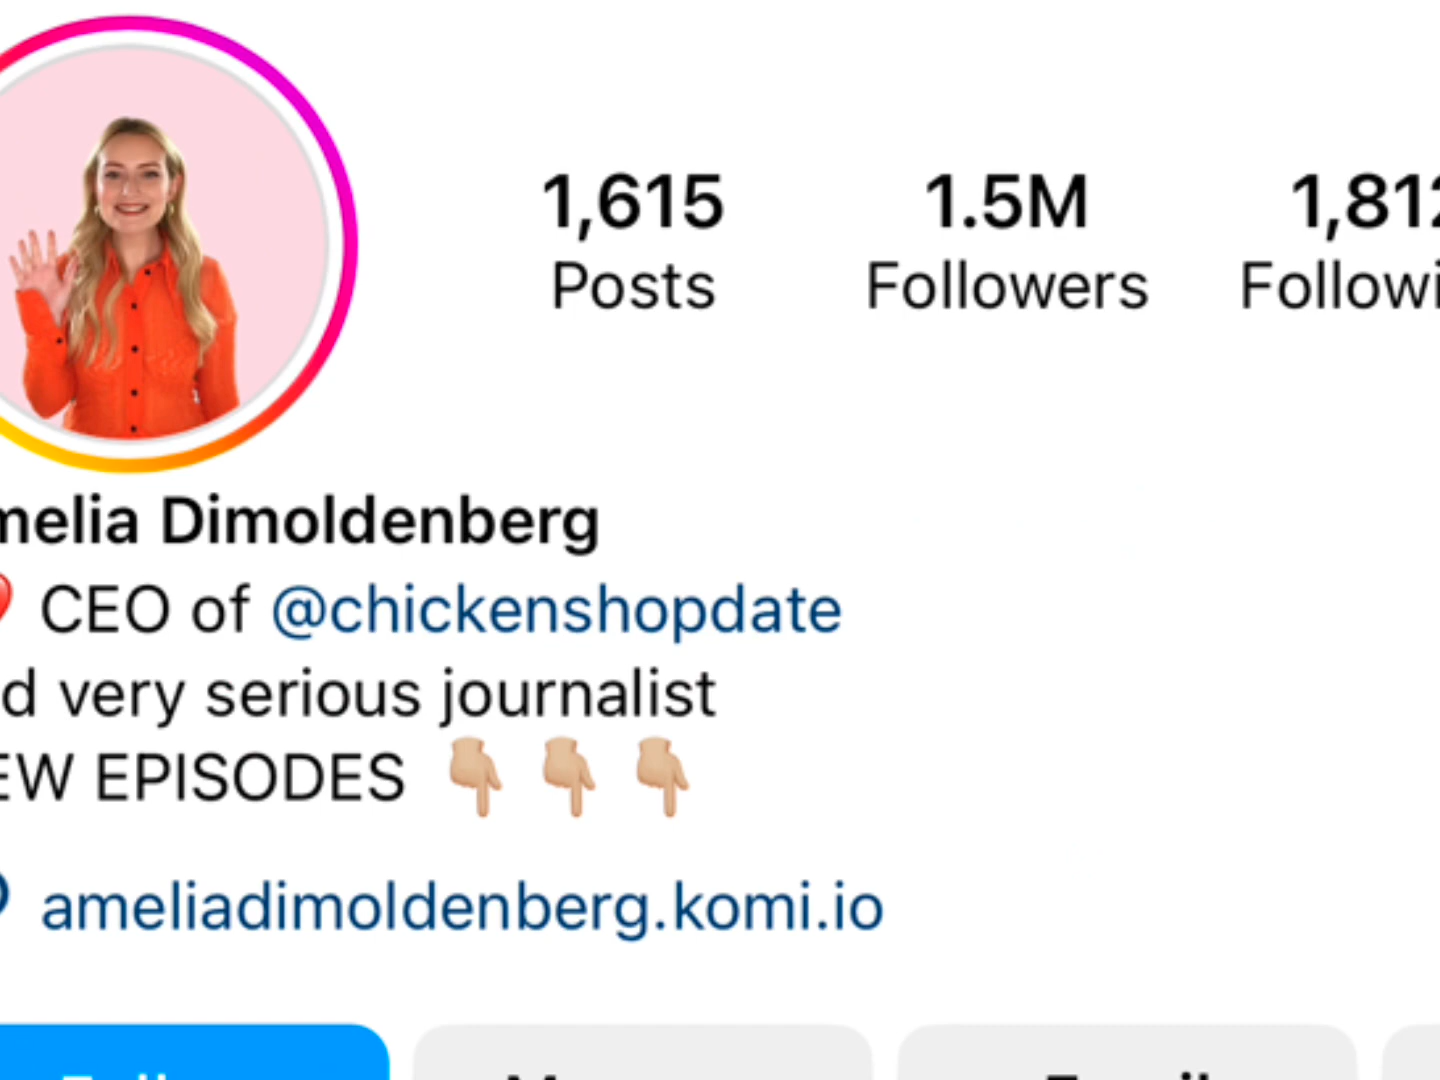 1,615 1.5M 1,812
Posts Followers Followi
melia Dimoldenberg
CEO of @chickenshopdate
d very serious journalist
EW EPISODES 👇🏼 👇🏼 👇🏼
ameliadimoldenberg.komi.io